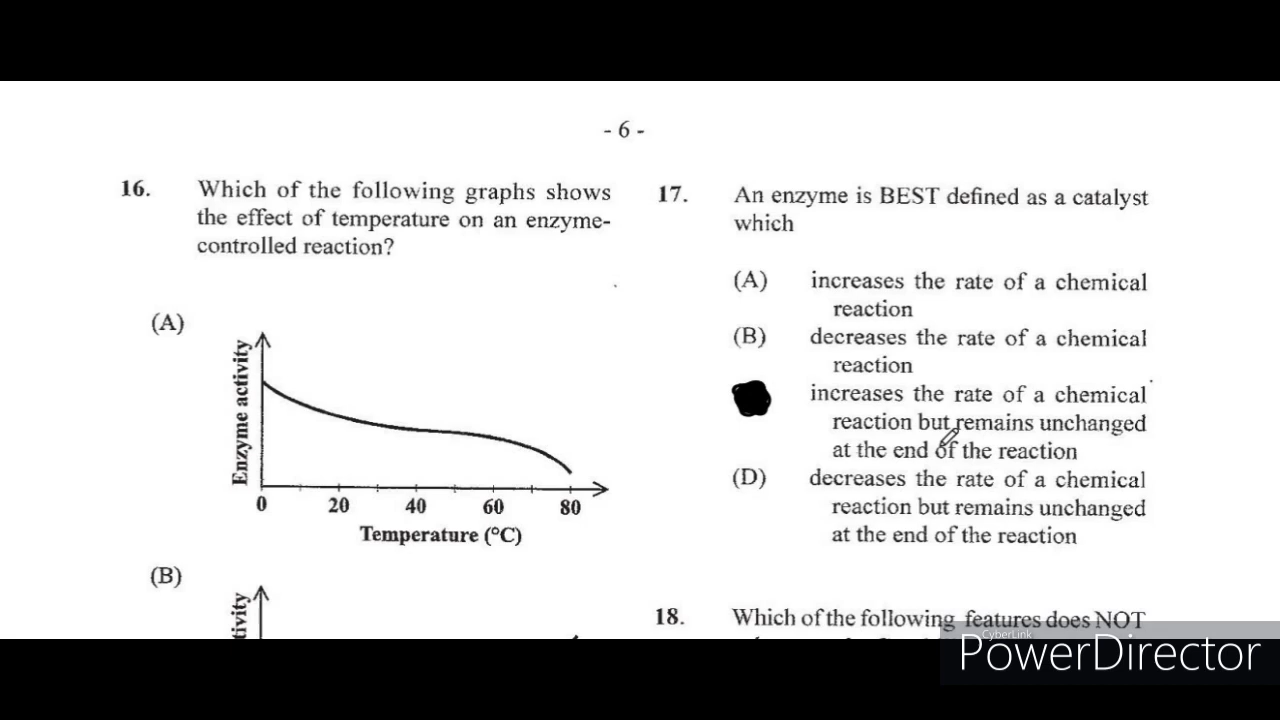 - 6 -
16. Which of the following graphs shows
the effect of temperature on an enzyme-
controlled reaction?
(A)
Enzyme activity
0 20 40 60 80
Temperature (°C)
(B)
17. An enzyme is BEST defined as a catalyst
which
(A) increases the rate of a chemical
reaction
(B) decreases the rate of a chemical
reaction
increases the rate of a chemical
reaction but remains unchanged
at the end of the reaction
(D) decreases the rate of a chemical
reaction but remains unchanged
at the end of the reaction
18. Which of the following features does NOT
CyberLink
PowerDirector